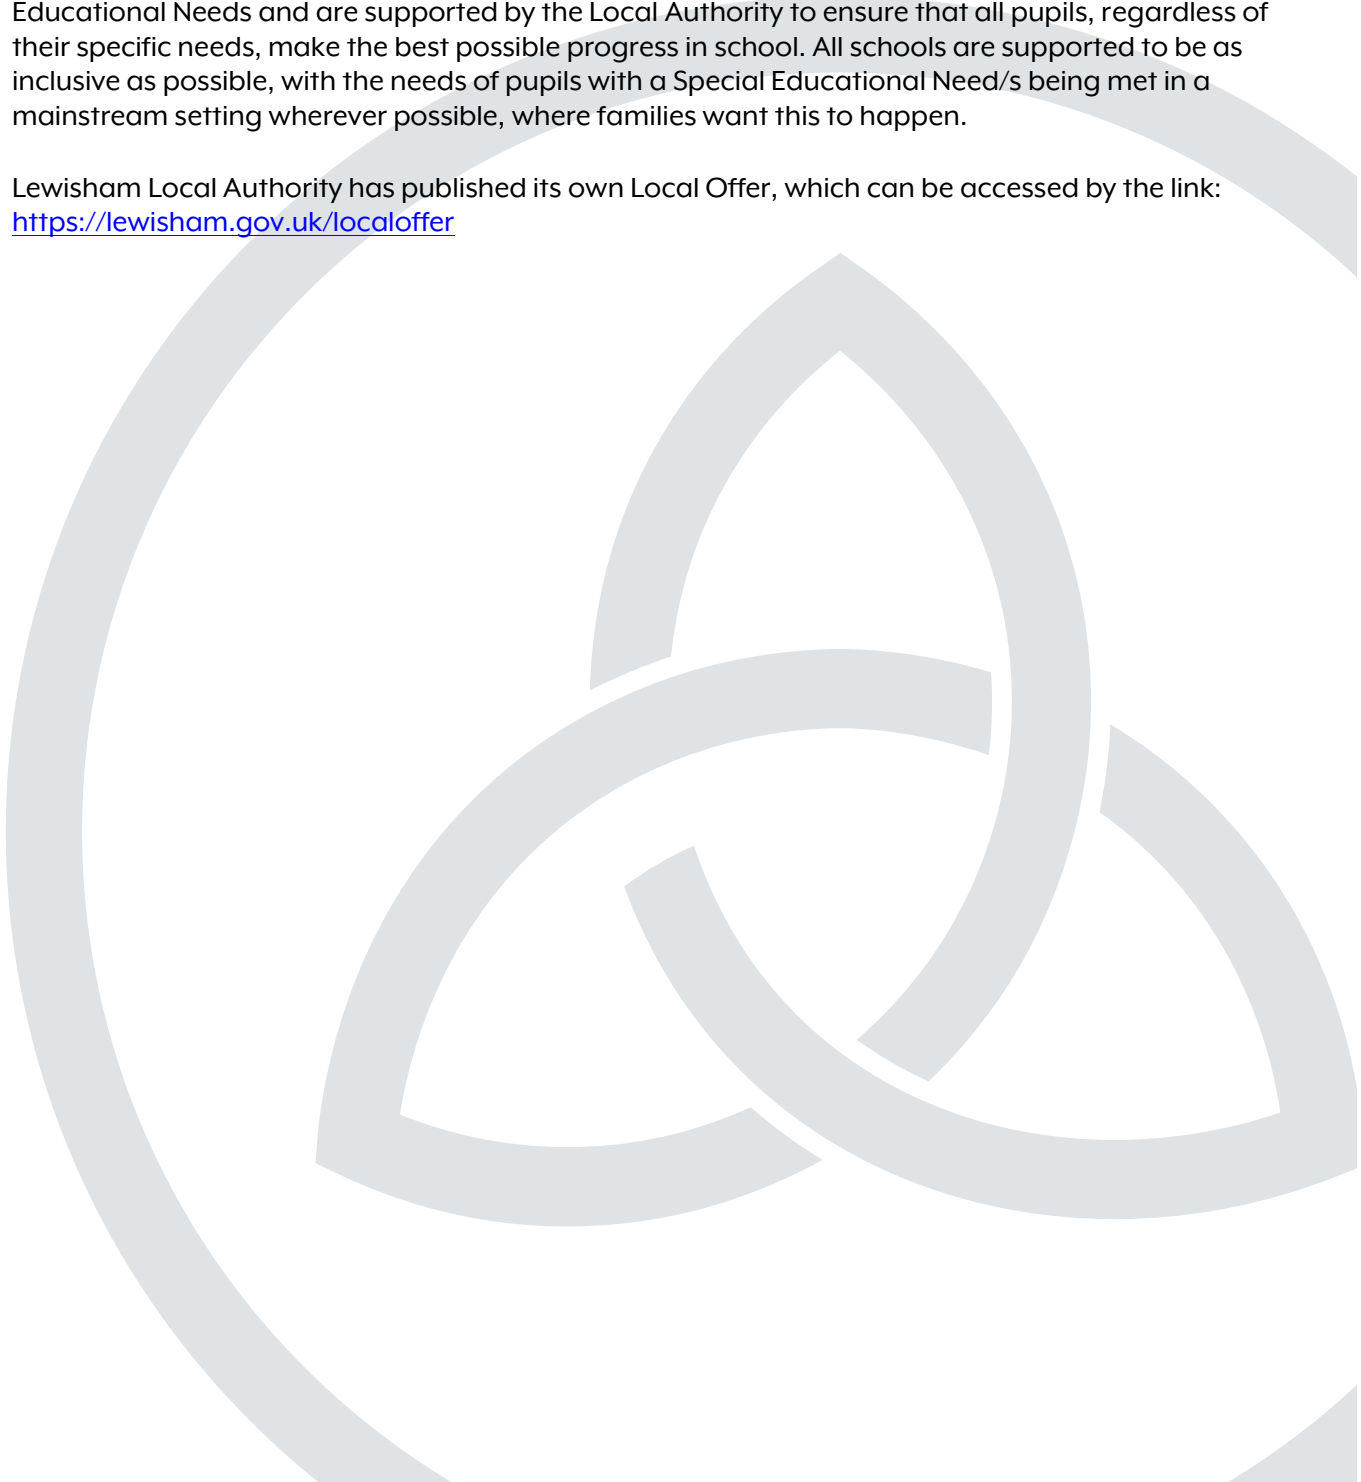 Educational Needs and are supported by the Local Authority to ensure that all pupils, regardless of
their specific needs, make the best possible progress in school. All schools are supported to be as
inclusive as possible, with the needs of pupils with a Special Educational Need/s being met in a
mainstream setting wherever possible, where families want this to happen.
Lewisham Local Authority has published its own Local Offer, which can be accessed by the link:
https://lewisham.gov.uk/localoffer